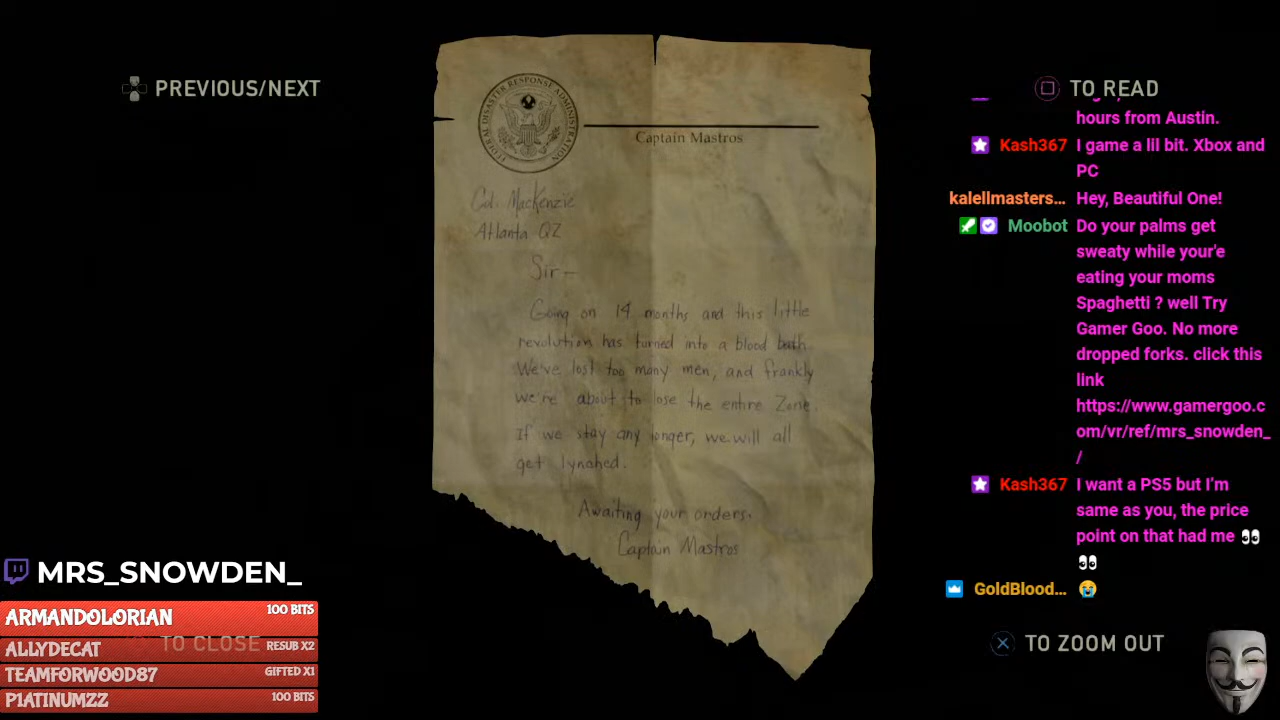 PREVIOUS/NEXT
TO READ
FEDERAL DISASTER RESPONSE ADMINISTRATION
Captain Mastros
Col. MacKenzie
Atlanta QZ
Sir—
Going on 14 months and this little
revolution has turned into a blood bath.
We've lost too many men, and frankly
we're about to lose the entire Zone.
If we stay any longer, we will all
get lynched.
Awaiting your orders.
Captain Mastros
hours from Austin.
Kash367 I game a lil bit. Xbox and
PC
kalellmasters... Hey, Beautiful One!
Moobot Do your palms get
sweaty while your'e
eating your moms
Spaghetti ? well Try
Gamer Goo. No more
dropped forks. click this
link
https://www.gamergoo.c
om/vr/ref/mrs_snowden_
/
Kash367 I want a PS5 but I'm
same as you, the price
point on that had me 👀
👀
GoldBlood... 😭
MRS_SNOWDEN_
ARMANDOLORIAN 100 BITS
TO CLOSE
ALLYDECAT RESUB X2
TEAMFORWOOD87 GIFTED X1
P1ATINUMZZ 100 BITS
TO ZOOM OUT